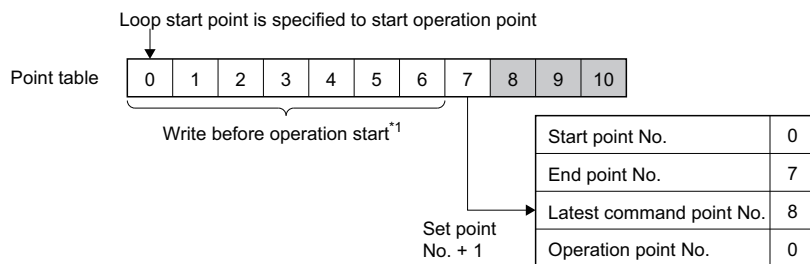 Loop start point is specified to start operation point
Point table 0 1 2 3 4 5 6 7 8 9 10
Write before operation start*1
Set point
No. + 1
Start point No. 0
End point No. 7
Latest command point No. 8
Operation point No. 0